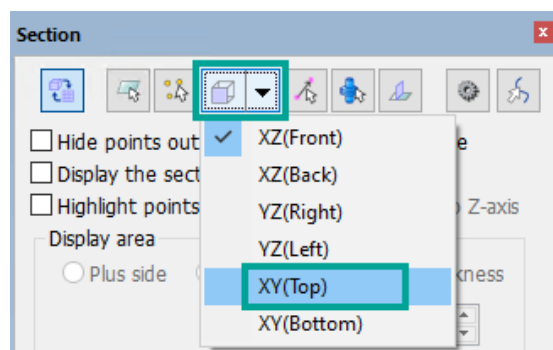 Section
x
Hide points out
e
XZ(Front)
Display the sect
XZ(Back)
Highlight points
Z-axis
YZ(Right)
Display area
YZ(Left)
Plus side
XY(Top)
kness
XY(Bottom)